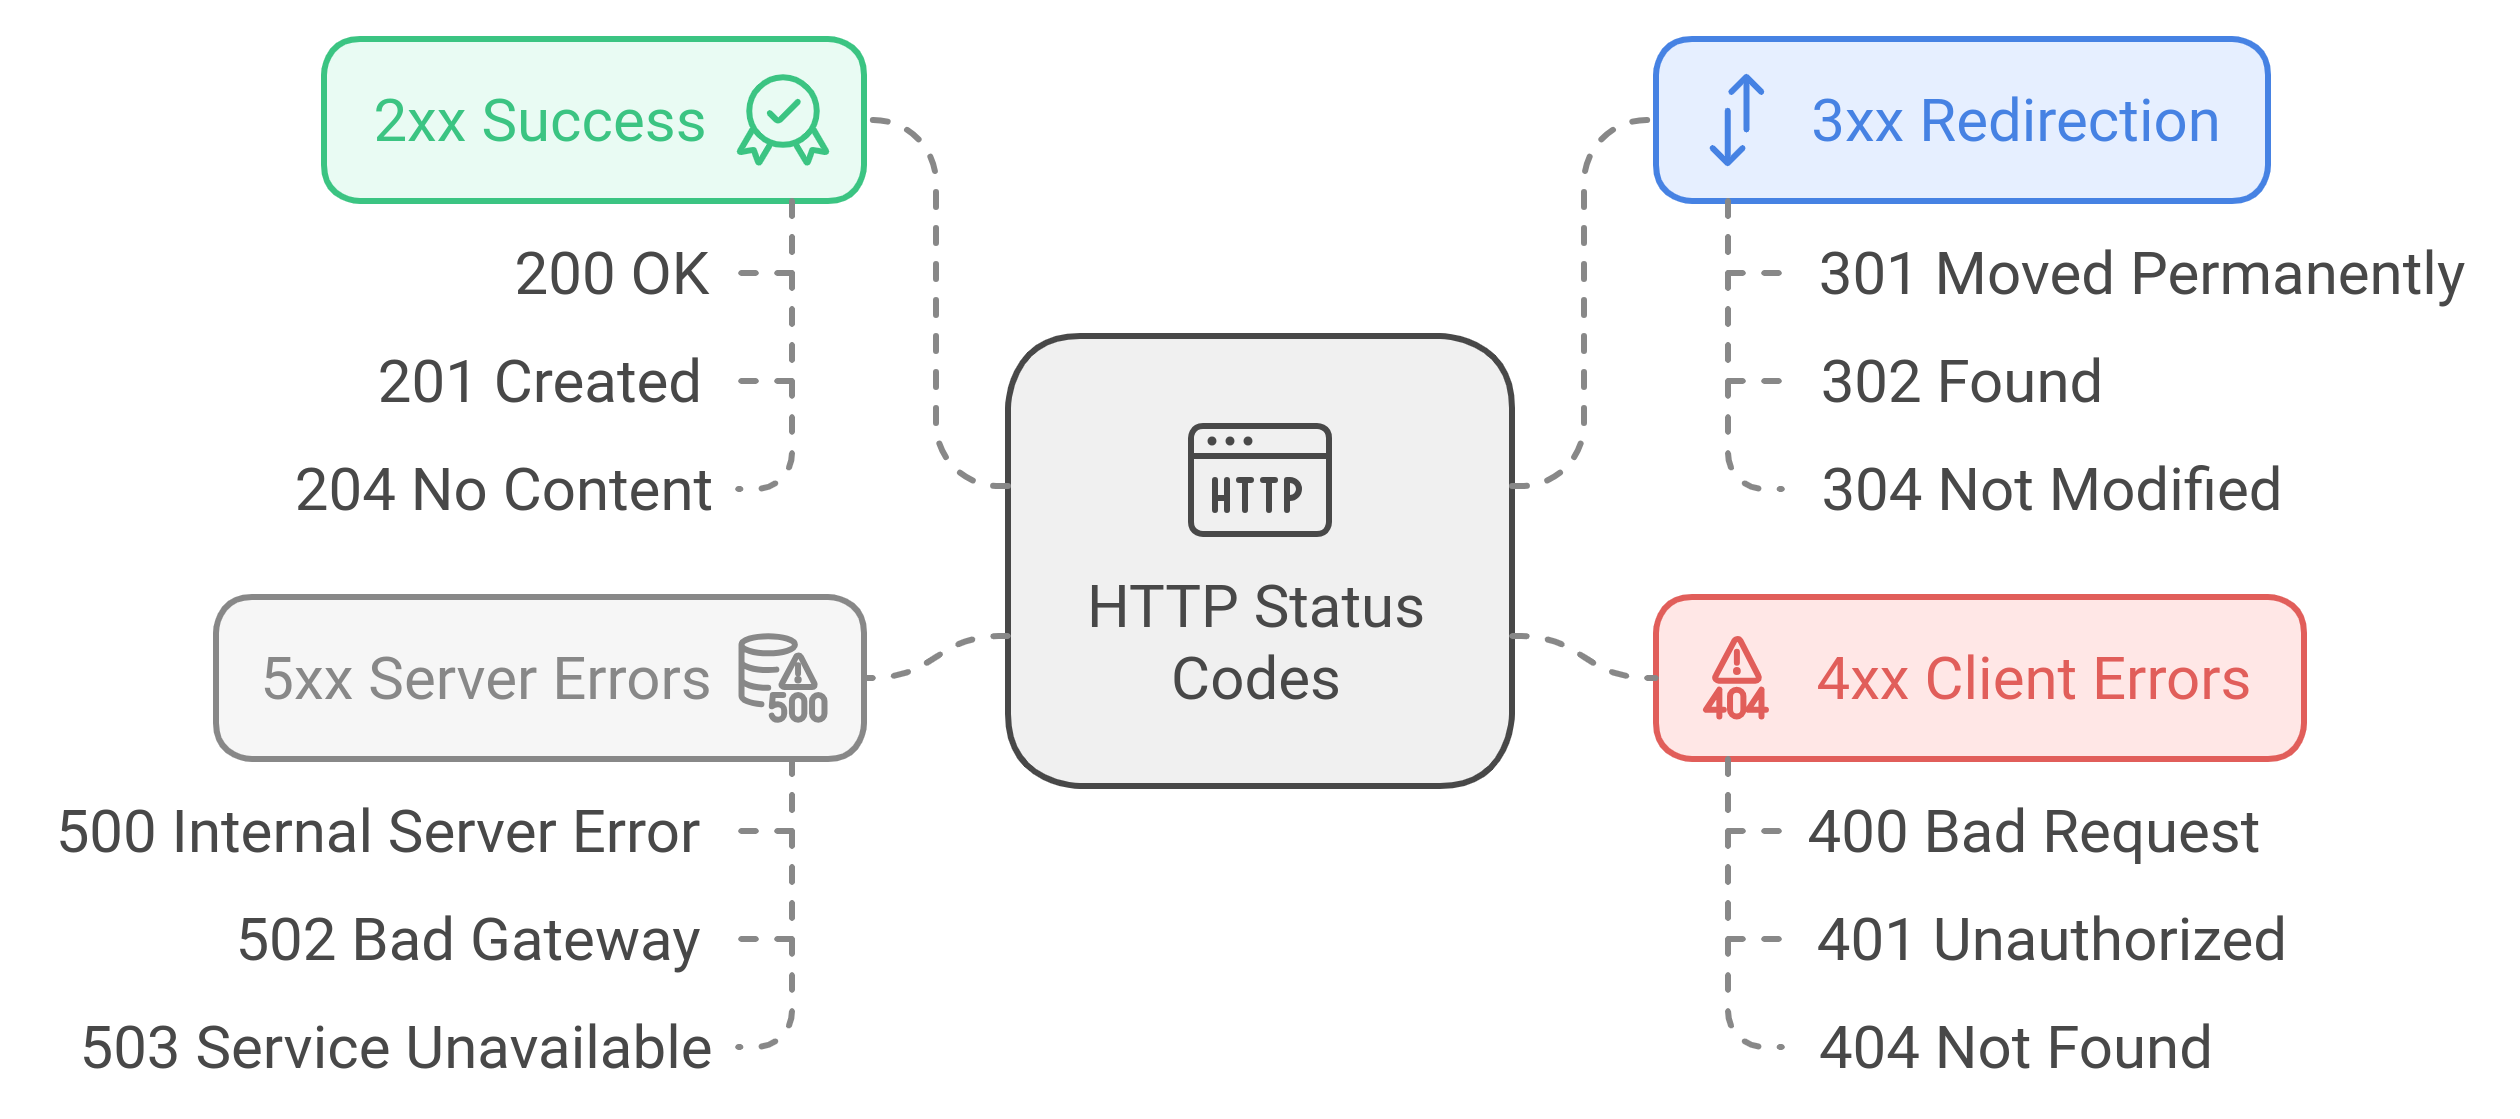 2xx Success
200 OK
201 Created
204 No Content
3xx Redirection
301 Moved Permanently
302 Found
304 Not Modified
HTTP
HTTP Status
Codes
5xx Server Errors
500
500 Internal Server Error
502 Bad Gateway
503 Service Unavailable
404
4xx Client Errors
400 Bad Request
401 Unauthorized
404 Not Found